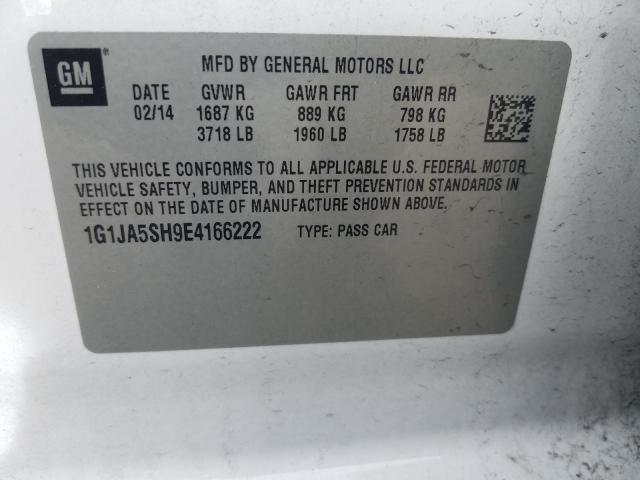 GM
MFD BY GENERAL MOTORS LLC
DATE GVWR GAWR FRT GAWR RR
02/14 1687 KG 889 KG 798 KG
3718 LB 1960 LB 1758 LB
THIS VEHICLE CONFORMS TO ALL APPLICABLE U.S. FEDERAL MOTOR
VEHICLE SAFETY, BUMPER, AND THEFT PREVENTION STANDARDS IN
EFFECT ON THE DATE OF MANUFACTURE SHOWN ABOVE.
1G1JA5SH9E4166222 TYPE: PASS CAR